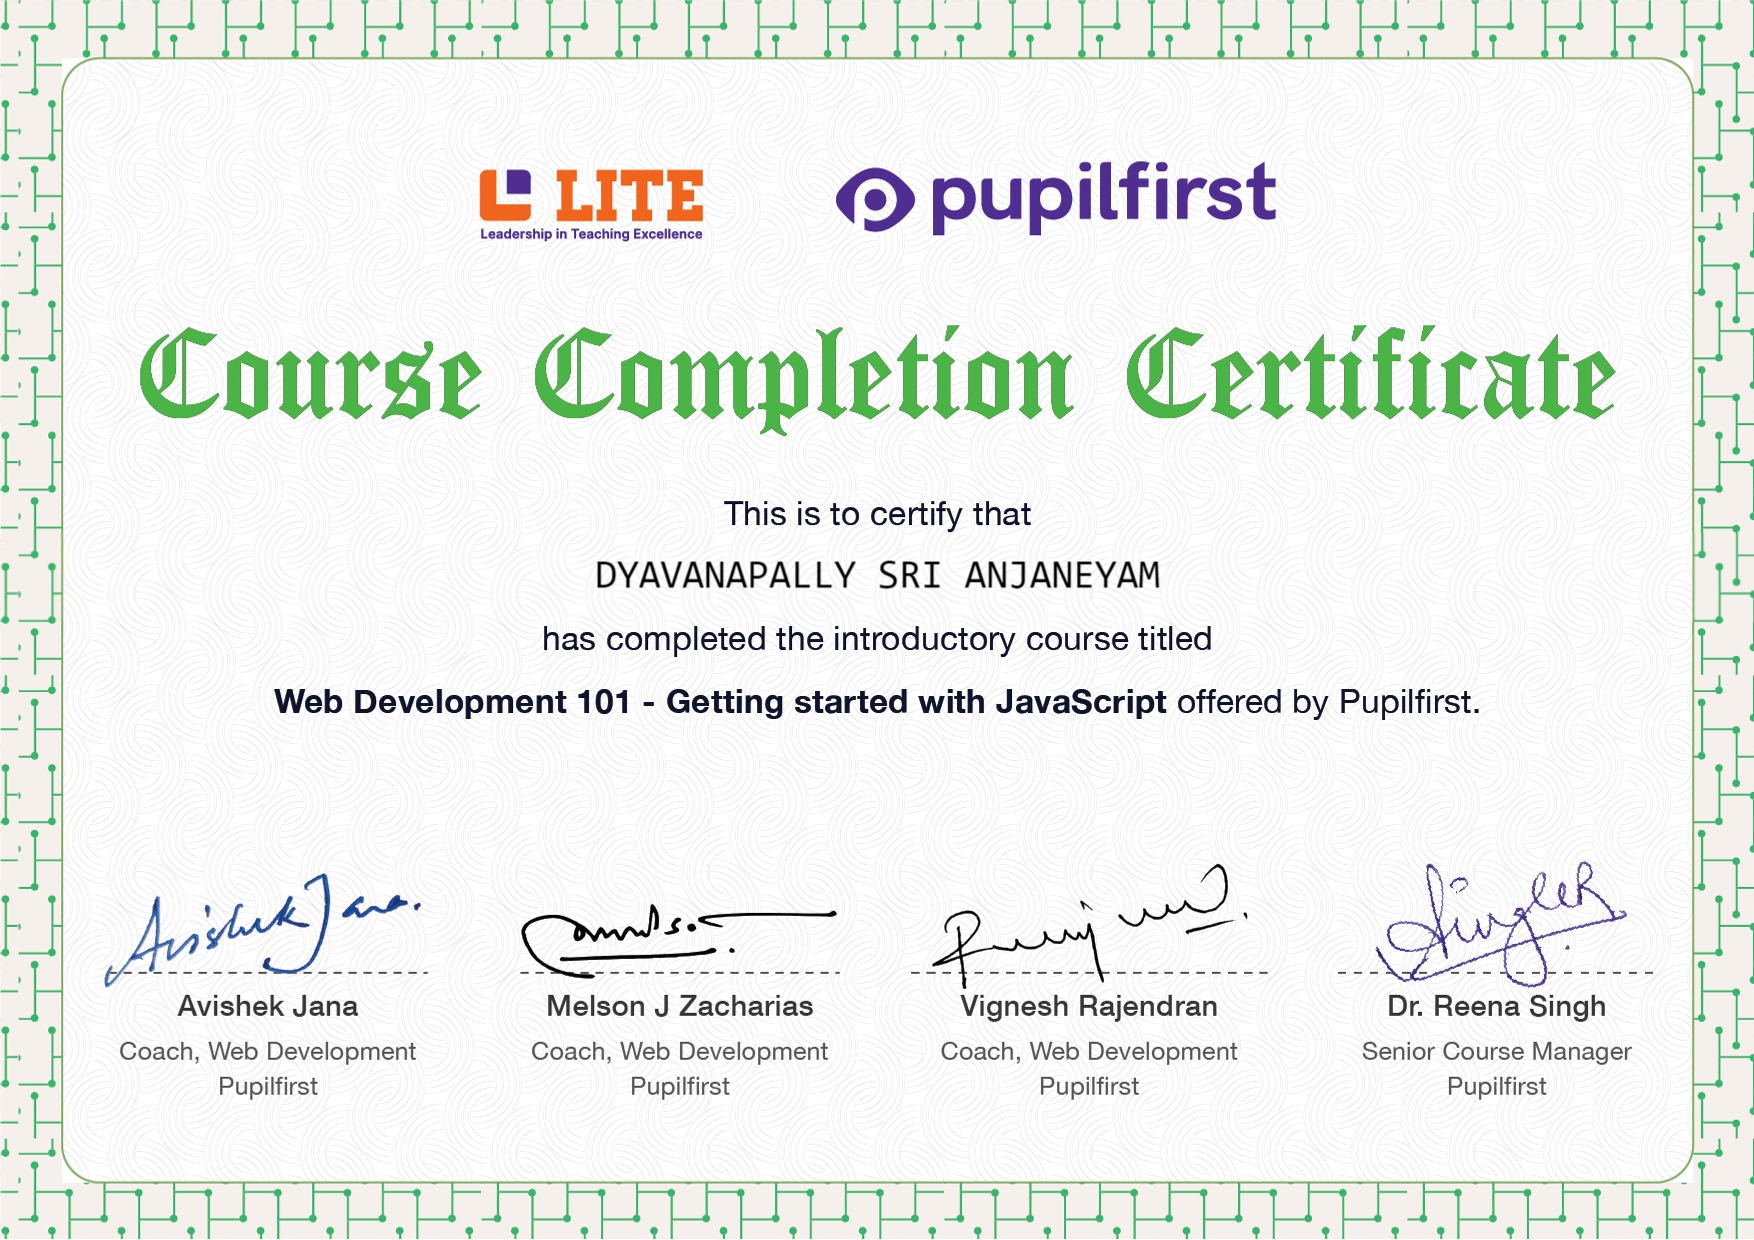 LITE
Leadership in Teaching Excellence
pupilfirst
Course Completion Certificate
This is to certify that
DYAVANAPALLY SRI ANJANEYAM
has completed the introductory course titled
Web Development 101 - Getting started with JavaScript offered by Pupilfirst.
Avishek Jana.
Avishek Jana
Coach, Web Development
Pupilfirst
Melson J Zacharias
Coach, Web Development
Pupilfirst
Vignesh Rajendran
Coach, Web Development
Pupilfirst
Dr. Reena Singh
Senior Course Manager
Pupilfirst